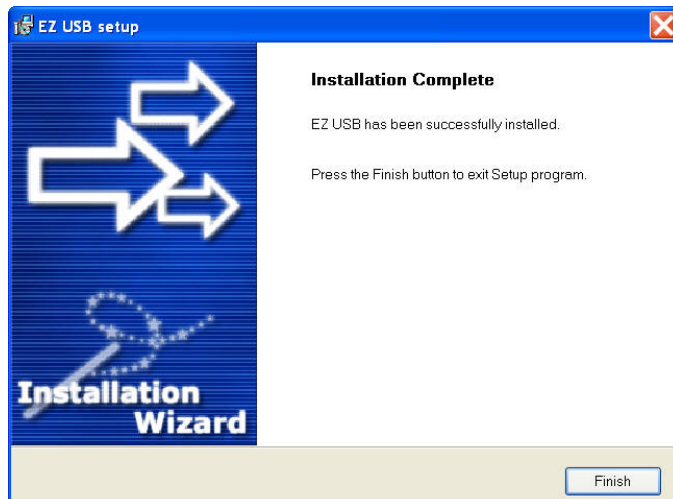 EZ USB setup
Installation Complete
EZ USB has been successfully installed.
Press the Finish button to exit Setup program.
Installation
Wizard
Finish